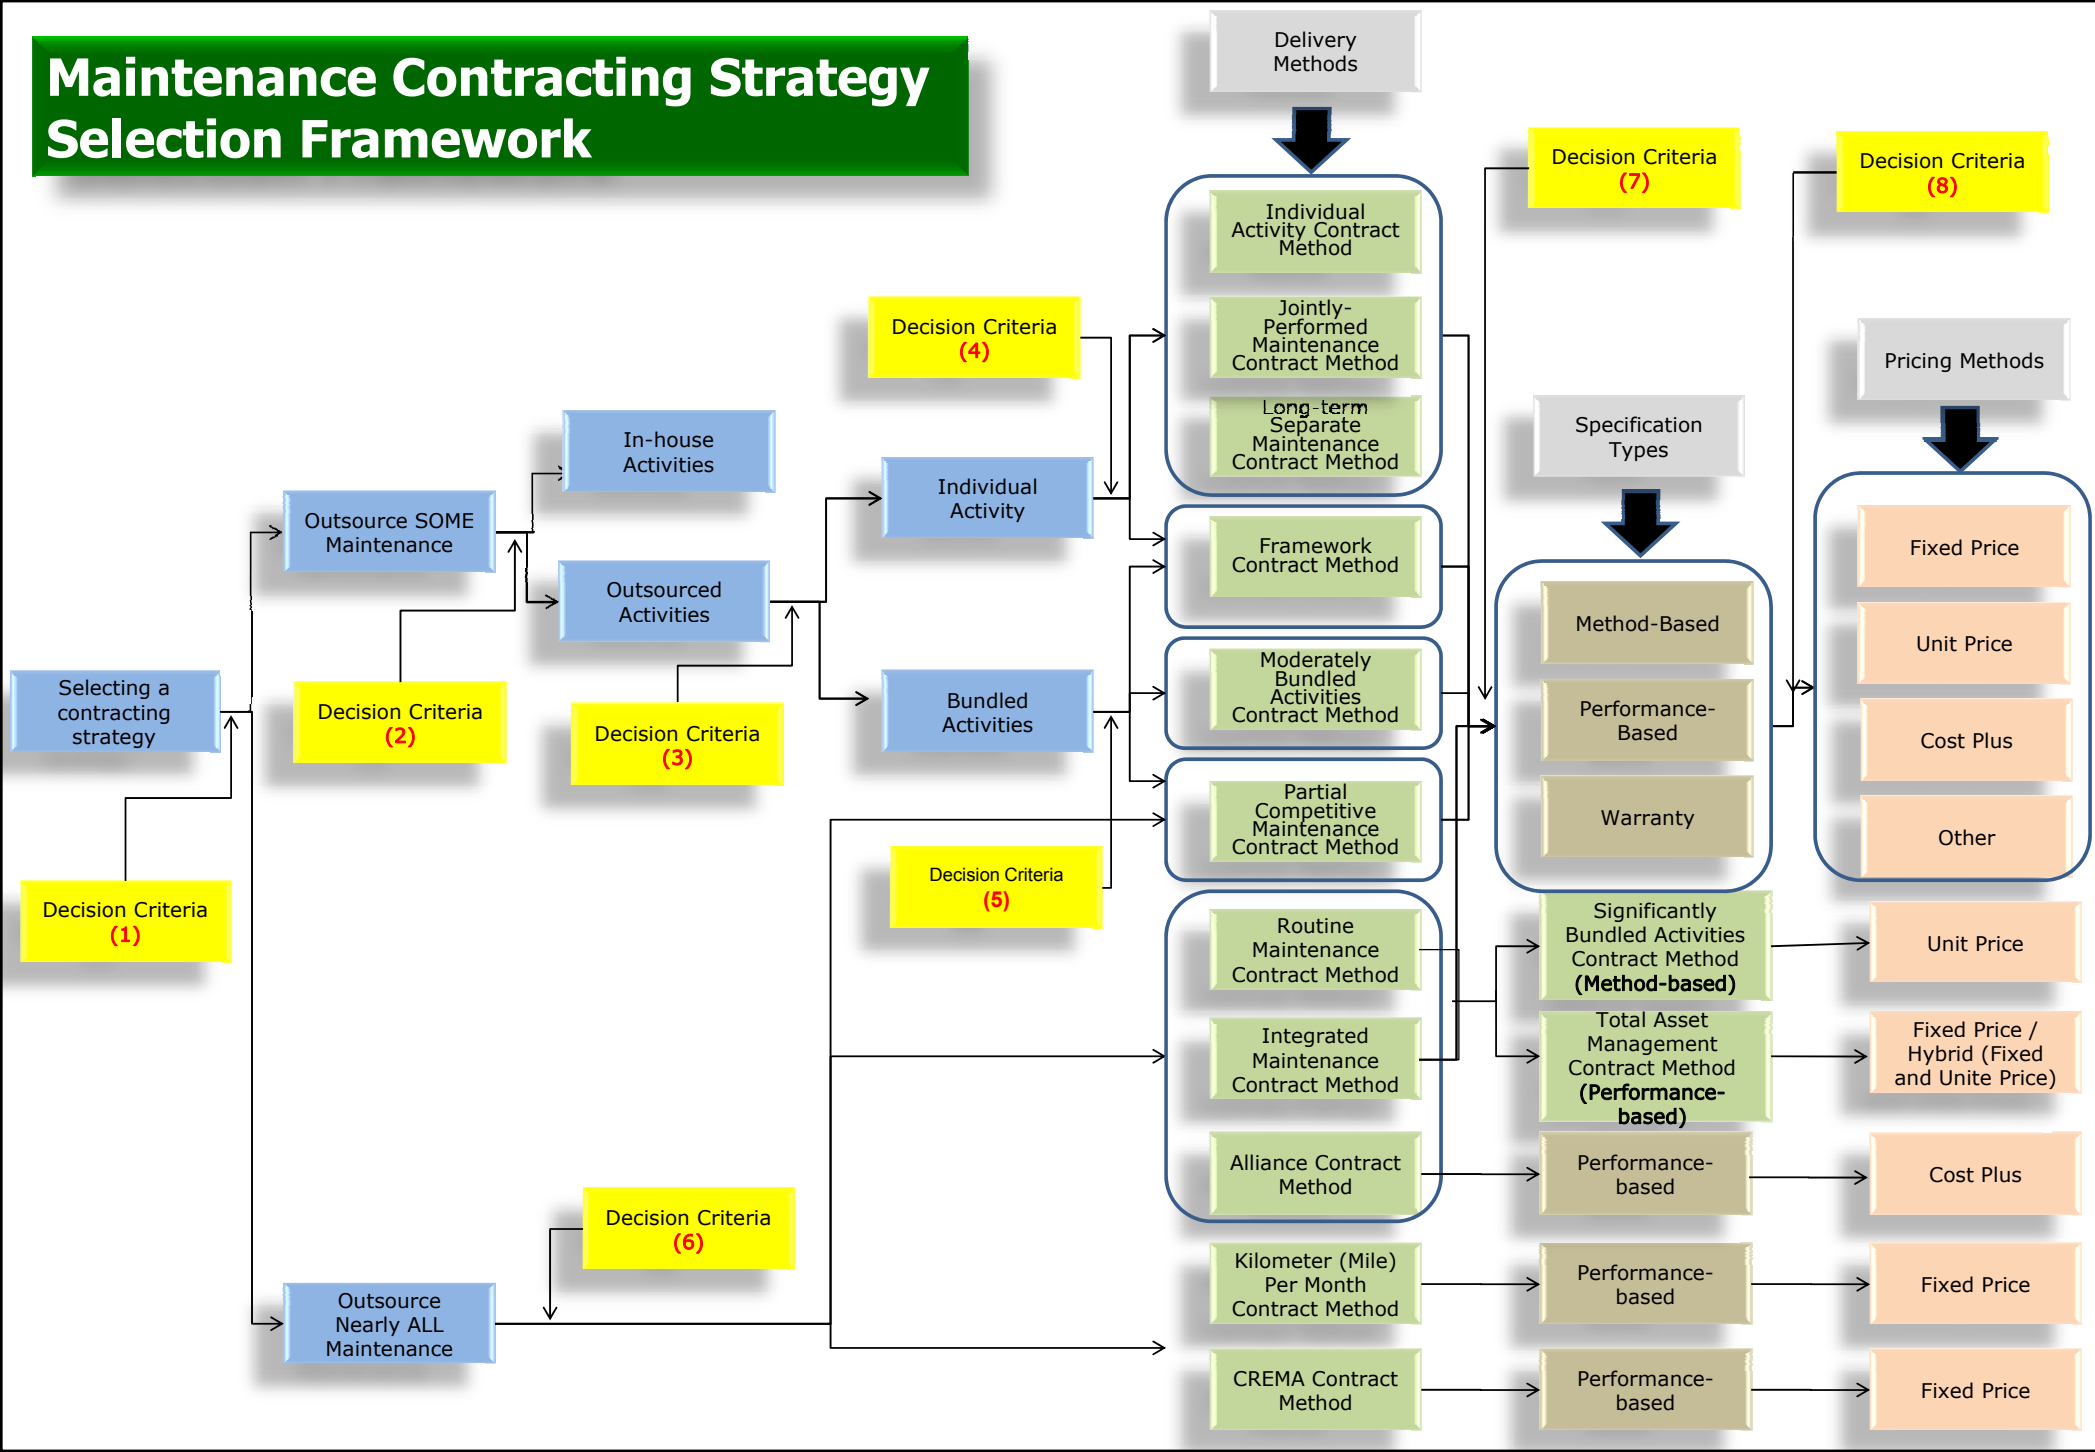 Maintenance Contracting Strategy
Selection Framework
Delivery
Methods
Decision Criteria
(7)
Decision Criteria
(8)
Individual
Activity Contract
Method
Jointly-
Performed
Maintenance
Contract Method
Long-term
Separate
Maintenance
Contract Method
Decision Criteria
(4)
Pricing Methods
Specification
Types
In-house
Activities
Individual
Activity
Outsource SOME
Maintenance
Outsourced
Activities
Framework
Contract Method
Fixed Price
Method-Based
Unit Price
Selecting a
contracting
strategy
Decision Criteria
(2)
Decision Criteria
(3)
Bundled
Activities
Moderately
Bundled
Activities
Contract Method
Performance-
Based
Cost Plus
Partial
Competitive
Maintenance
Contract Method
Warranty
Other
Decision Criteria
(1)
Decision Criteria
(5)
Routine
Maintenance
Contract Method
Significantly
Bundled Activities
Contract Method
(Method-based)
Unit Price
Integrated
Maintenance
Contract Method
Total Asset
Management
Contract Method
(Performance-
based)
Fixed Price /
Hybrid (Fixed
and Unite Price)
Alliance Contract
Method
Performance-
based
Cost Plus
Decision Criteria
(6)
Kilometer (Mile)
Per Month
Contract Method
Performance-
based
Fixed Price
Outsource
Nearly ALL
Maintenance
CREMA Contract
Method
Performance-
based
Fixed Price